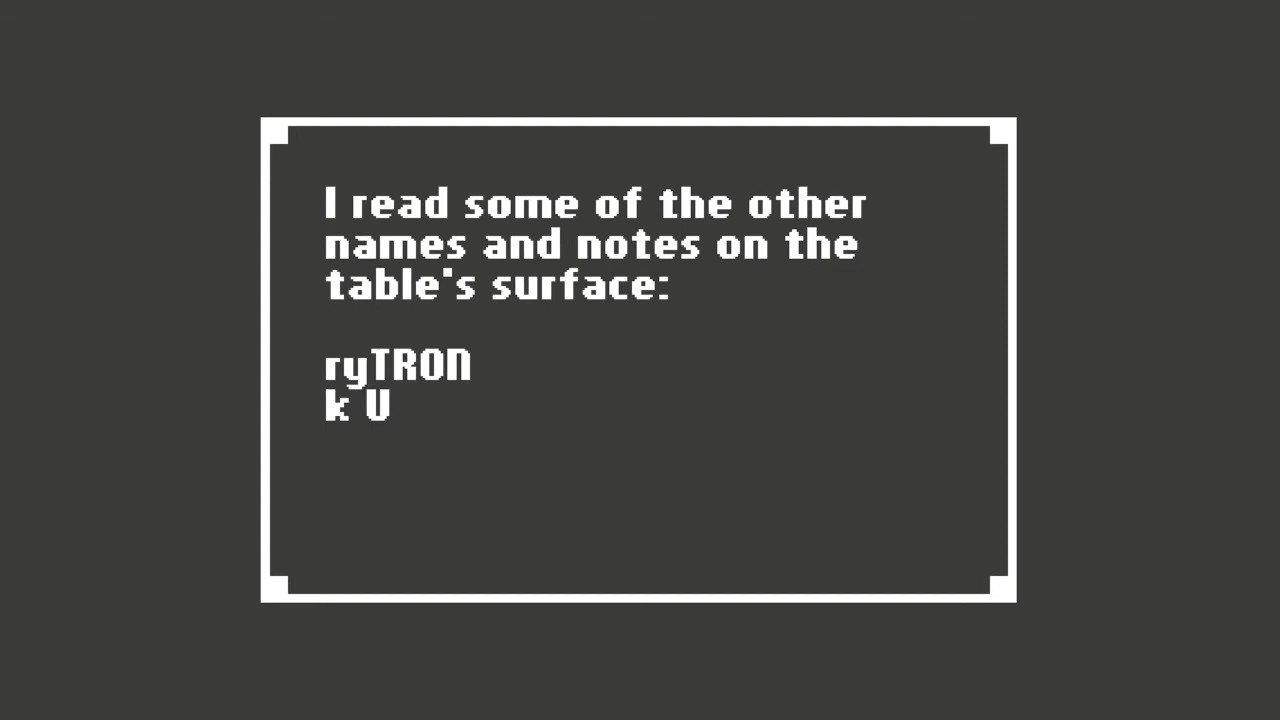 I read some of the other
names and notes on the
table's surface:
ryTRON
k U